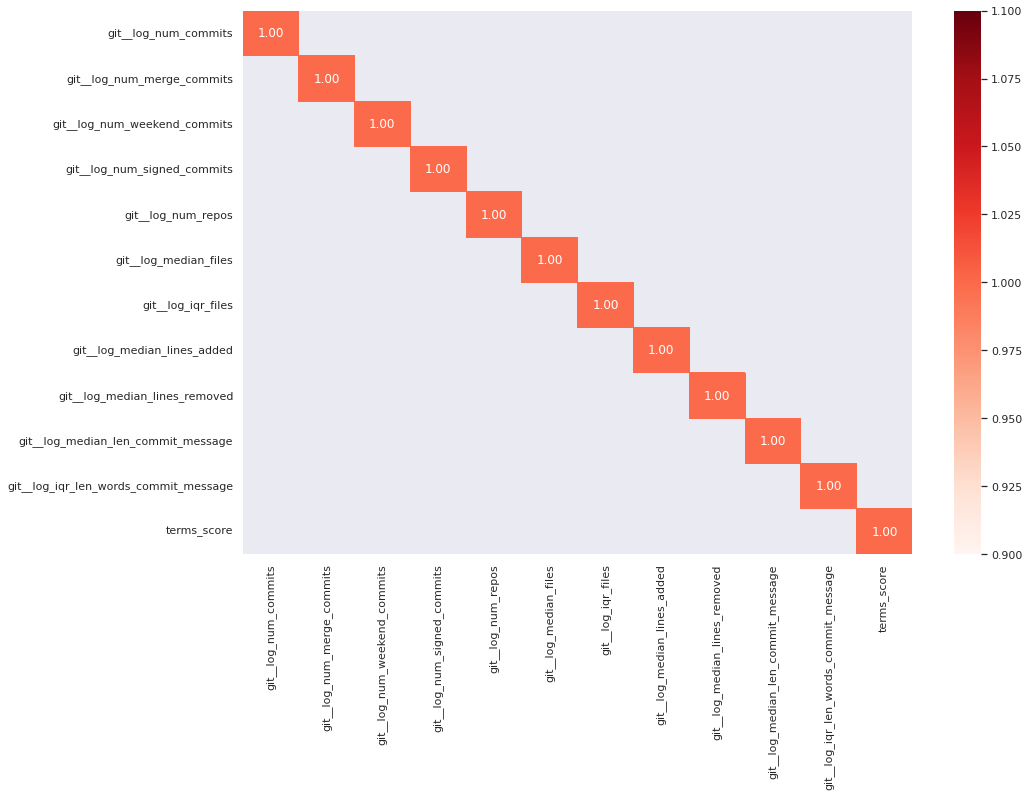 git__log_num_commits
git__log_num_merge_commits
git__log_num_weekend_commits
git__log_num_signed_commits
git__log_num_repos
git__log_median_files
git__log_iqr_files
git__log_median_lines_added
git__log_median_lines_removed
git__log_median_len_commit_message
git__log_iqr_len_words_commit_message
terms_score
1.00
1.00
1.00
1.00
1.00
1.00
1.00
1.00
1.00
1.00
1.00
1.00
git__log_num_commits
git__log_num_merge_commits
git__log_num_weekend_commits
git__log_num_signed_commits
git__log_num_repos
git__log_median_files
git__log_iqr_files
git__log_median_lines_added
git__log_median_lines_removed
git__log_median_len_commit_message
git__log_iqr_len_words_commit_message
terms_score
1.100
1.075
1.050
1.025
1.000
0.975
0.950
0.925
0.900